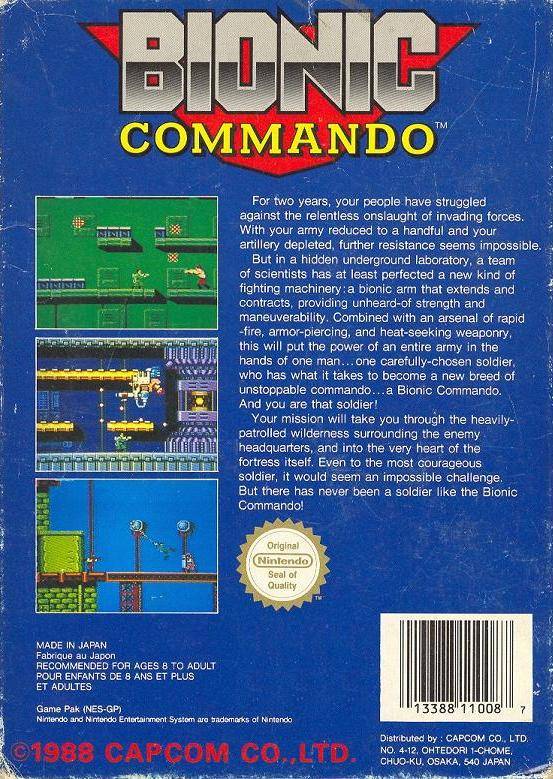 BIONIC
COMMANDO™
For two years, your people have struggled
against the relentless onslaught of invading forces.
With your army reduced to a handful and your
artillery depleted, further resistance seems impossible.
But in a hidden underground laboratory, a team
of scientists has at least perfected a new kind of
fighting machinery: a bionic arm that extends and
contracts, providing unheard-of strength and
maneuverability. Combined with an arsenal of rapid
-fire, armor-piercing, and heat-seeking weaponry,
this will put the power of an entire army in the
hands of one man...one carefully-chosen soldier,
who has what it takes to become a new breed of
unstoppable commando...a Bionic Commando.
And you are that soldier!
Your mission will take you through the heavily-
patrolled wilderness surrounding the enemy
headquarters, and into the very heart of the
fortress itself. Even to the most courageous
soldier, it would seem an impossible challenge.
But there has never been a soldier like the Bionic
Commando!
Original
Nintendo
Seal of
Quality
TM
MADE IN JAPAN
Fabrique au Japon
RECOMMENDED FOR AGES 8 TO ADULT
POUR ENFANTS DE 8 ANS ET PLUS
ET ADULTES
Game Pak (NES-GP)
Nintendo and Nintendo Entertainment System are trademarks of Nintendo
©1988 CAPCOM CO., LTD.
13388 11008 7
Distributed by : CAPCOM CO., LTD.
NO. 4-12, OHTEDORI 1-CHOME,
CHUO-KU, OSAKA, 540 JAPAN